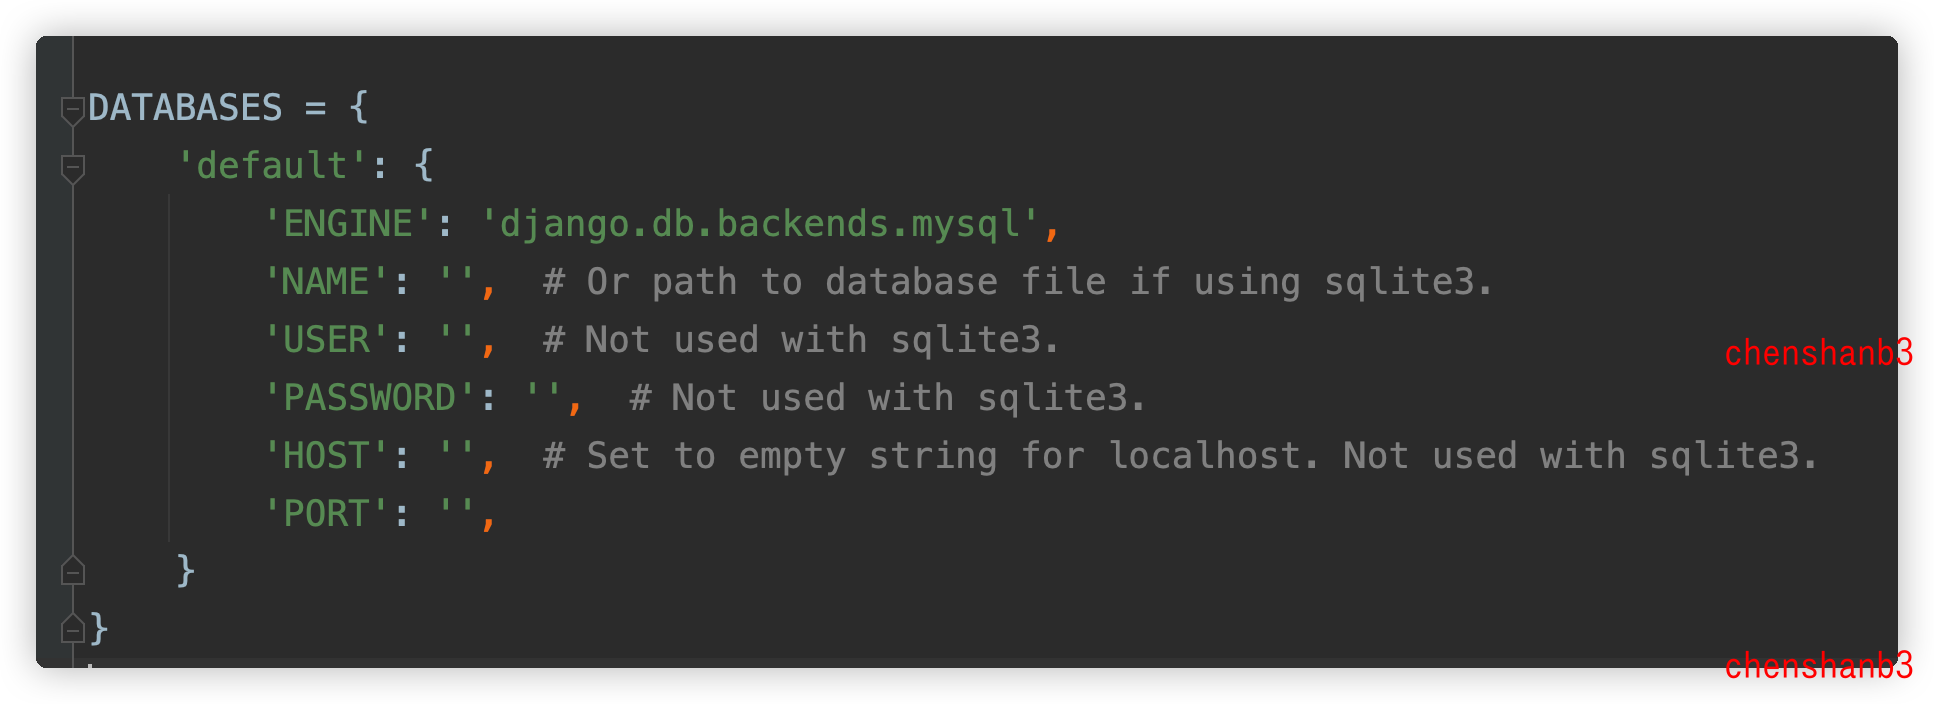 DATABASES = {
    'default': {
        'ENGINE': 'django.db.backends.mysql',
        'NAME': '',  # Or path to database file if using sqlite3.
        'USER': '',  # Not used with sqlite3.
chenshanb3
        'PASSWORD': '',  # Not used with sqlite3.
        'HOST': '',  # Set to empty string for localhost. Not used with sqlite3.
        'PORT': '',
    }
}
chenshanb3